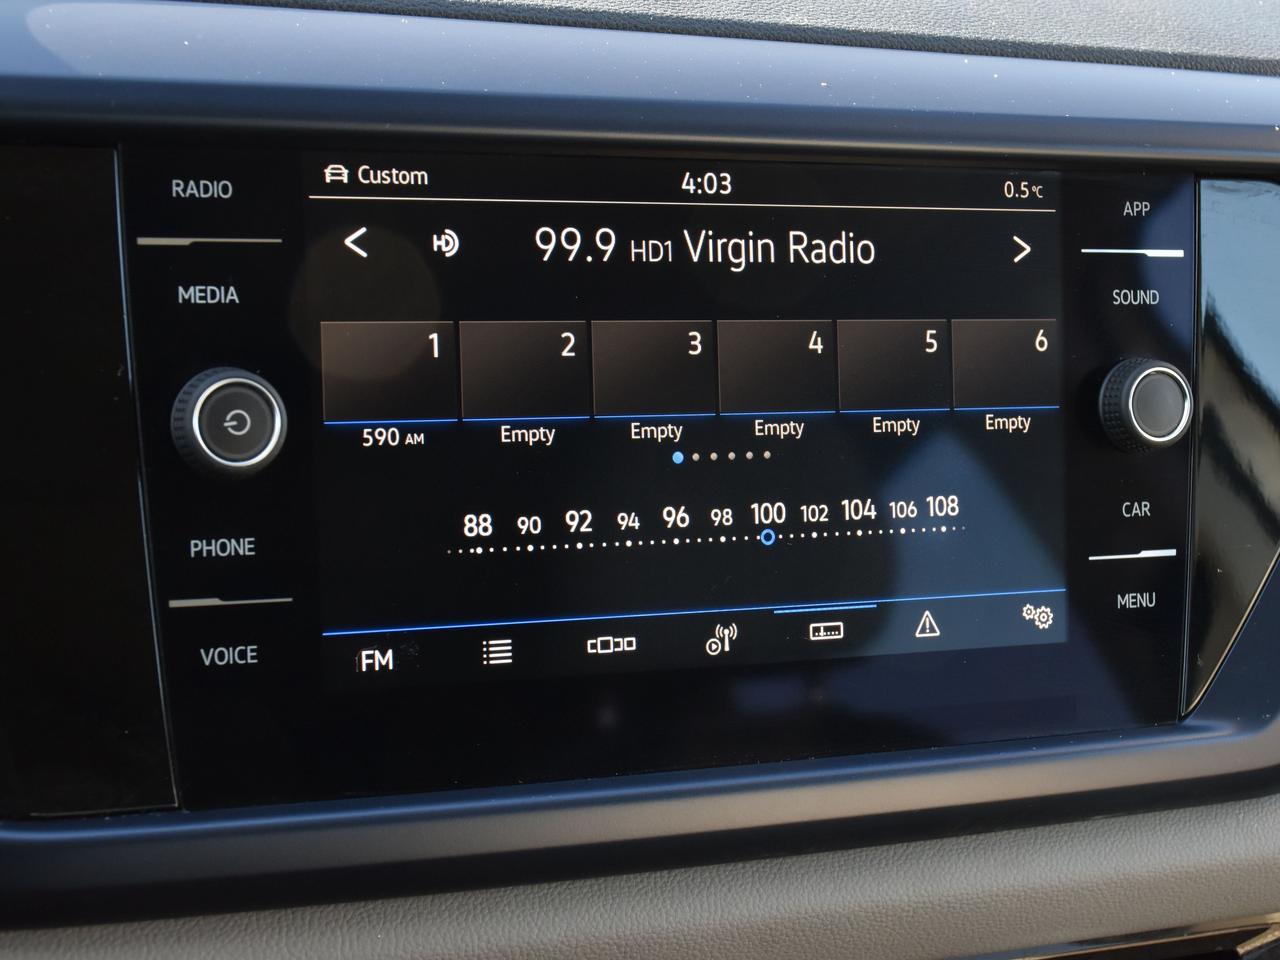 RADIO
MEDIA
PHONE
VOICE
Custom 4:03 0.5°C
99.9 HD1 Virgin Radio
1 2 3 4 5 6
590 AM Empty Empty Empty Empty Empty
88 90 92 94 96 98 100 102 104 106 108
FM
APP
SOUND
CAR
MENU